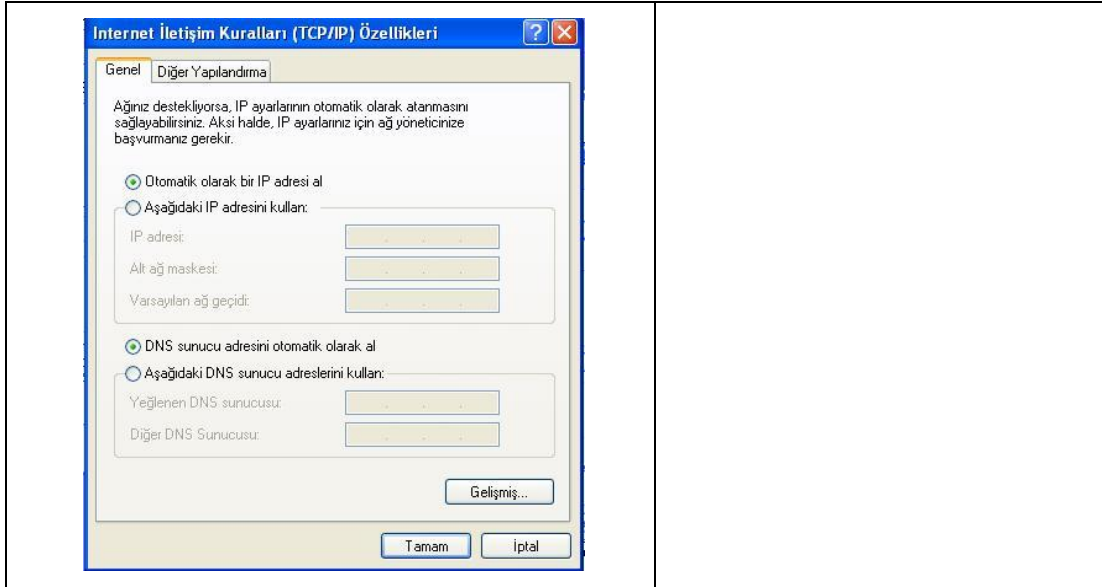 Internet İletişim Kuralları (TCP/IP) Özellikleri
Genel
Diğer Yapılandırma
Ağınız destekliyorsa, IP ayarlarının otomatik olarak atanmasını
sağlayabilirsiniz. Aksi halde, IP ayarlarınız için ağ yöneticinize
başvurmanız gerekir.
Otomatik olarak bir IP adresi al
Aşağıdaki IP adresini kullan:
IP adresi:
Alt ağ maskesi:
Varsayılan ağ geçidi:
DNS sunucu adresini otomatik olarak al
Aşağıdaki DNS sunucu adreslerini kullan:
Yeğlenen DNS sunucusu:
Diğer DNS Sunucusu:
Gelişmiş...
Tamam
İptal